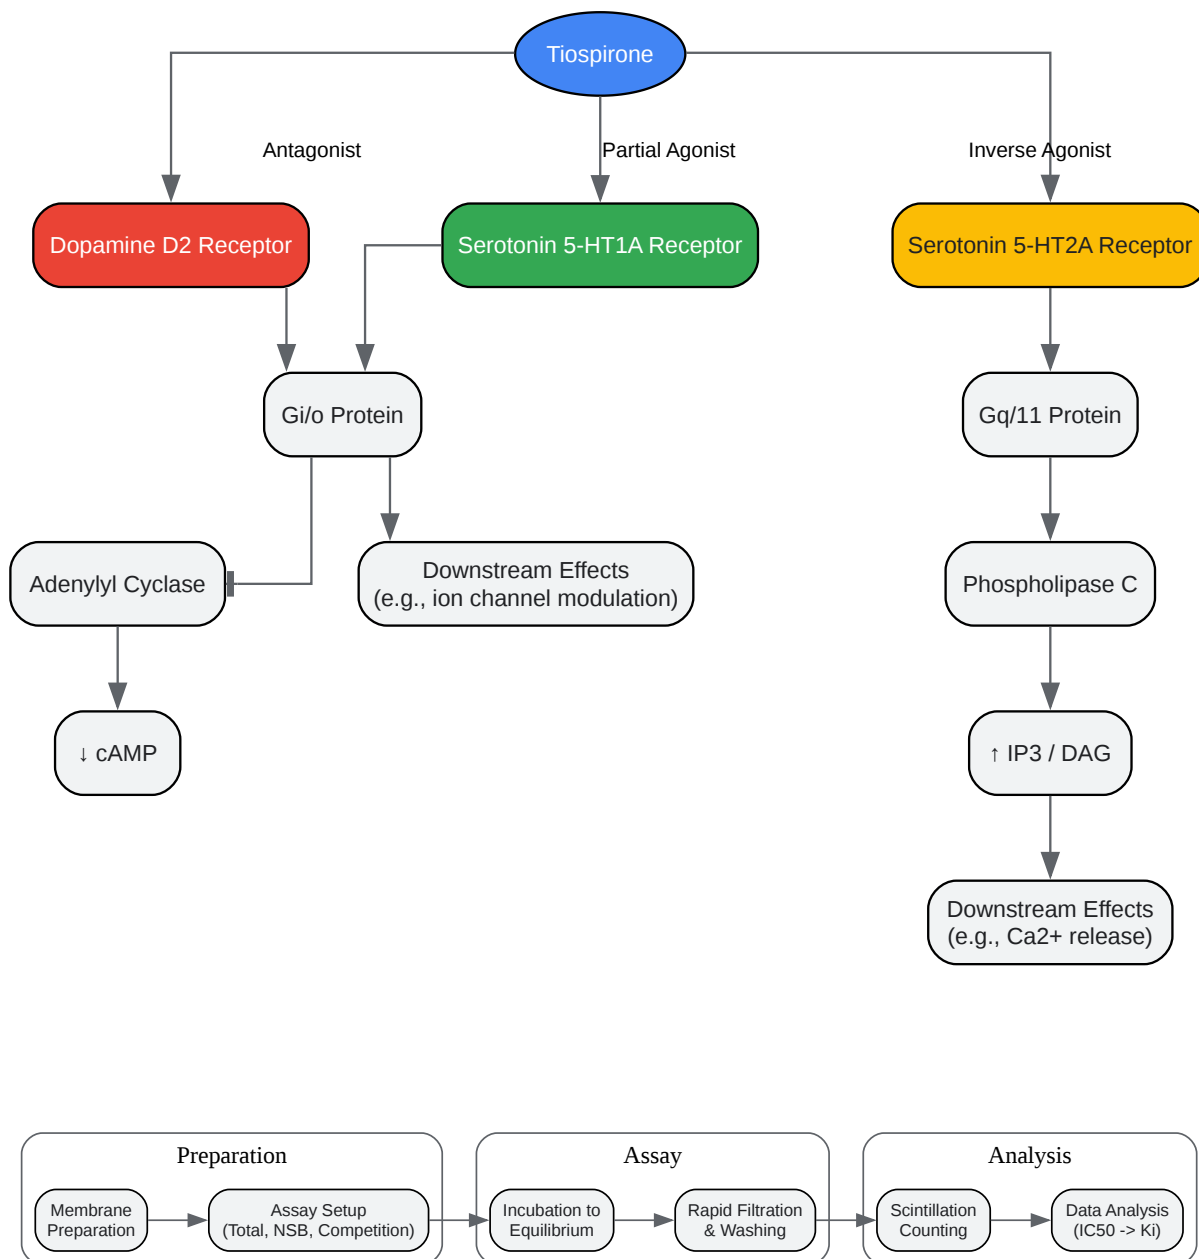 Tiospirone
Antagonist
Partial Agonist
Inverse Agonist
Dopamine D2 Receptor
Serotonin 5-HT1A Receptor
Serotonin 5-HT2A Receptor
Gi/o Protein
Gq/11 Protein
Adenylyl Cyclase
Downstream Effects
(e.g., ion channel modulation)
Phospholipase C
↓ cAMP
↑ IP3 / DAG
Downstream Effects
(e.g., Ca2+ release)
Preparation
Membrane
Preparation
Assay Setup
(Total, NSB, Competition)
Assay
Incubation to
Equilibrium
Rapid Filtration
& Washing
Analysis
Scintillation
Counting
Data Analysis
(IC50 -> Ki)